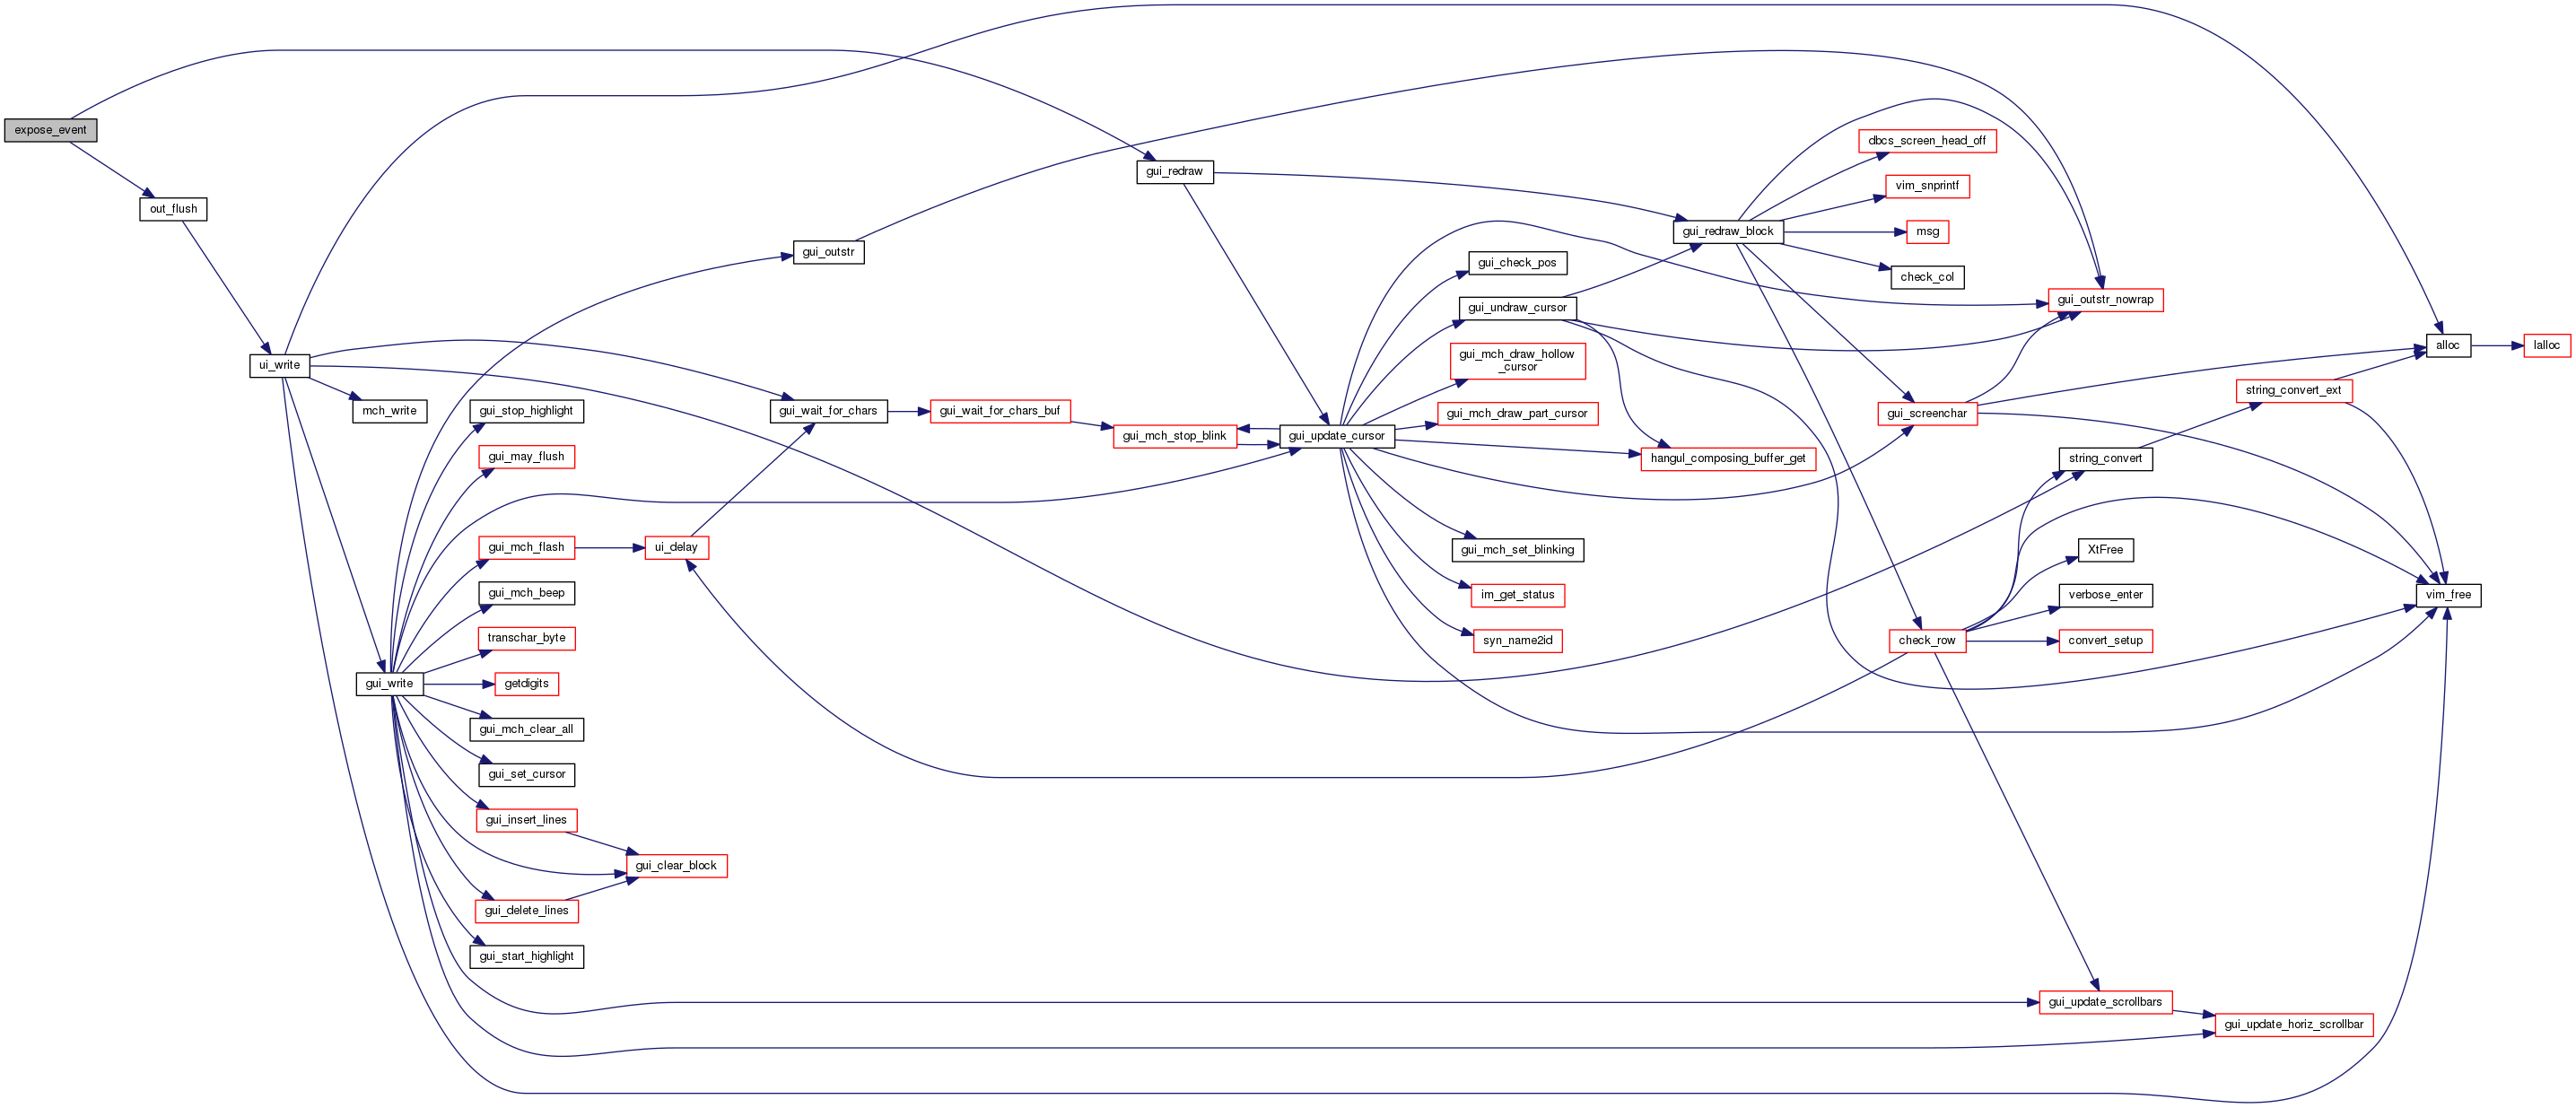 expose_event
out_flush
ui_write
mch_write
gui_write
gui_stop_highlight
gui_may_flush
gui_mch_flash
gui_mch_beep
transchar_byte
getdigits
gui_mch_clear_all
gui_set_cursor
gui_insert_lines
gui_delete_lines
gui_start_highlight
ui_delay
gui_clear_block
gui_outstr
gui_wait_for_chars
gui_wait_for_chars_buf
gui_redraw
gui_mch_stop_blink
gui_update_cursor
gui_check_pos
gui_undraw_cursor
gui_mch_draw_hollow
_cursor
gui_mch_draw_part_cursor
gui_mch_set_blinking
im_get_status
syn_name2id
gui_redraw_block
hangul_composing_buffer_get
dbcs_screen_head_off
vim_snprintf
msg
check_col
gui_screenchar
check_row
gui_outstr_nowrap
string_convert
XtFree
verbose_enter
convert_setup
gui_update_scrollbars
string_convert_ext
gui_update_horiz_scrollbar
alloc
vim_free
lalloc